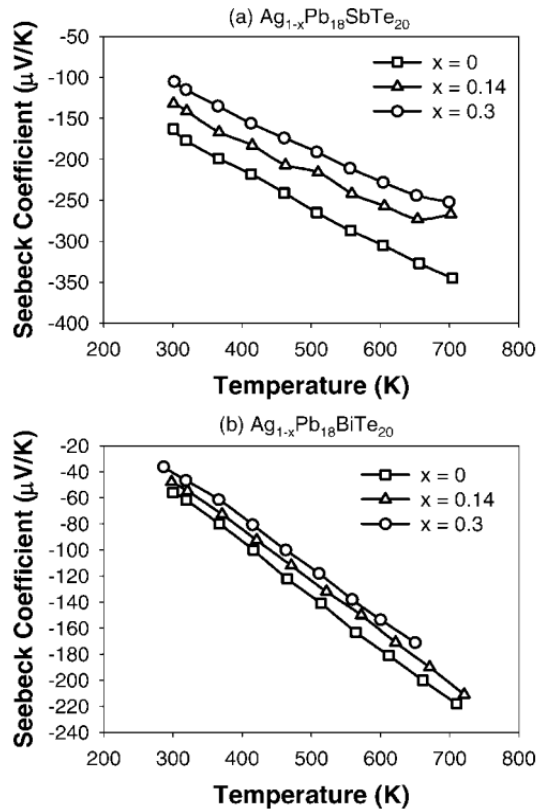 (a) Ag₁₋ₓPb₁₈SbTe₂₀
Seebeck Coefficient (μV/K)
-50
-100
-150
-200
-250
-300
-350
-400
x = 0
x = 0.14
x = 0.3
200 300 400 500 600 700 800
Temperature (K)
(b) Ag₁₋ₓPb₁₈BiTe₂₀
Seebeck Coefficient (μV/K)
-20
-40
-60
-80
-100
-120
-140
-160
-180
-200
-220
-240
x = 0
x = 0.14
x = 0.3
200 300 400 500 600 700 800
Temperature (K)